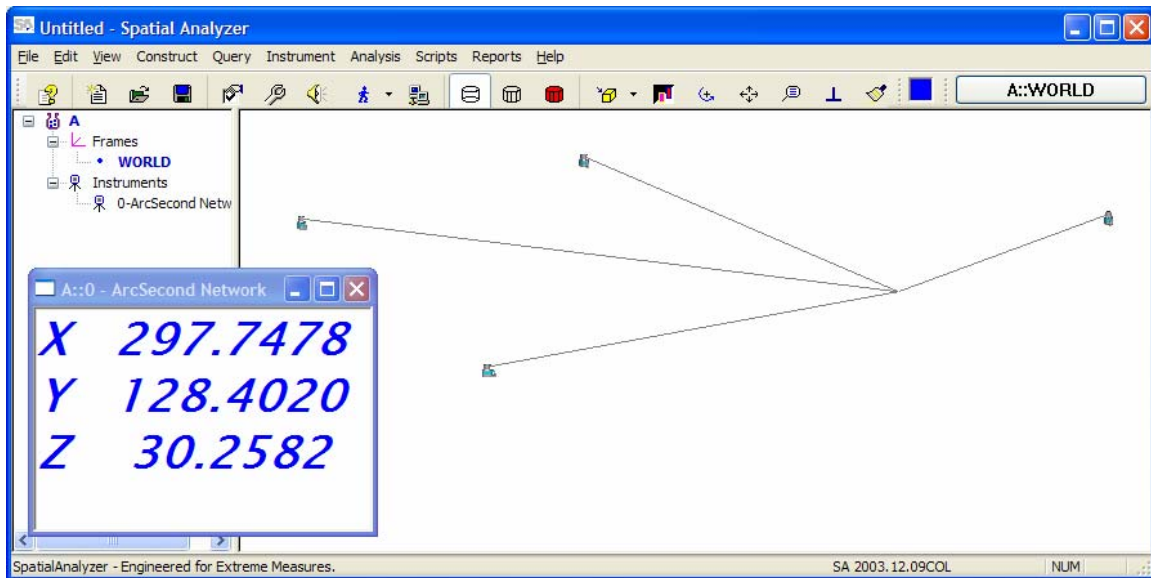 SA Untitled - Spatial Analyzer
File Edit View Construct Query Instrument Analysis Scripts Reports Help
A::WORLD
A
Frames
WORLD
Instruments
0-ArcSecond Netw
A::0 - ArcSecond Network
X 297.7478
Y 128.4020
Z 30.2582
SpatialAnalyzer - Engineered for Extreme Measures.
SA 2003.12.09COL
NUM